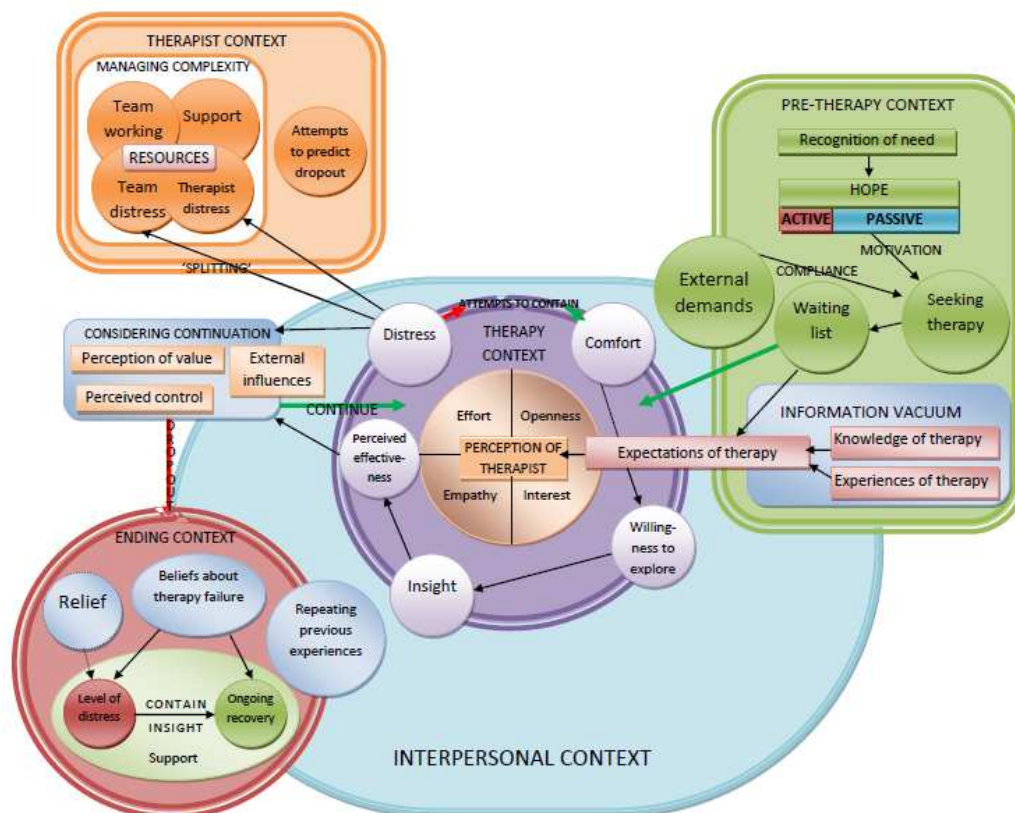 THERAPIST CONTEXT
MANAGING COMPLEXITY
Team
working
Support
RESOURCES
Team
distress
Therapist
distress
Attempts
to predict
dropout
'SPLITTING'
PRE-THERAPY CONTEXT
Recognition of need
HOPE
ACTIVE
PASSIVE
MOTIVATION
COMPLIANCE
External
demands
Waiting
list
Seeking
therapy
INFORMATION VACUUM
Knowledge of therapy
Experiences of therapy
Expectations of therapy
CONSIDERING CONTINUATION
Perception of value
External
influences
Perceived control
CONTINUE
DROPOUT
Distress
ATTEMPTS TO CONTAIN
Comfort
THERAPY
CONTEXT
Effort
Openness
PERCEPTION OF
THERAPIST
Empathy
Interest
Perceived
effective-
ness
Willing-
ness to
explore
Insight
ENDING CONTEXT
Relief
Beliefs about
therapy failure
Repeating
previous
experiences
Level of
distress
CONTAIN
INSIGHT
Ongoing
recovery
Support
INTERPERSONAL CONTEXT